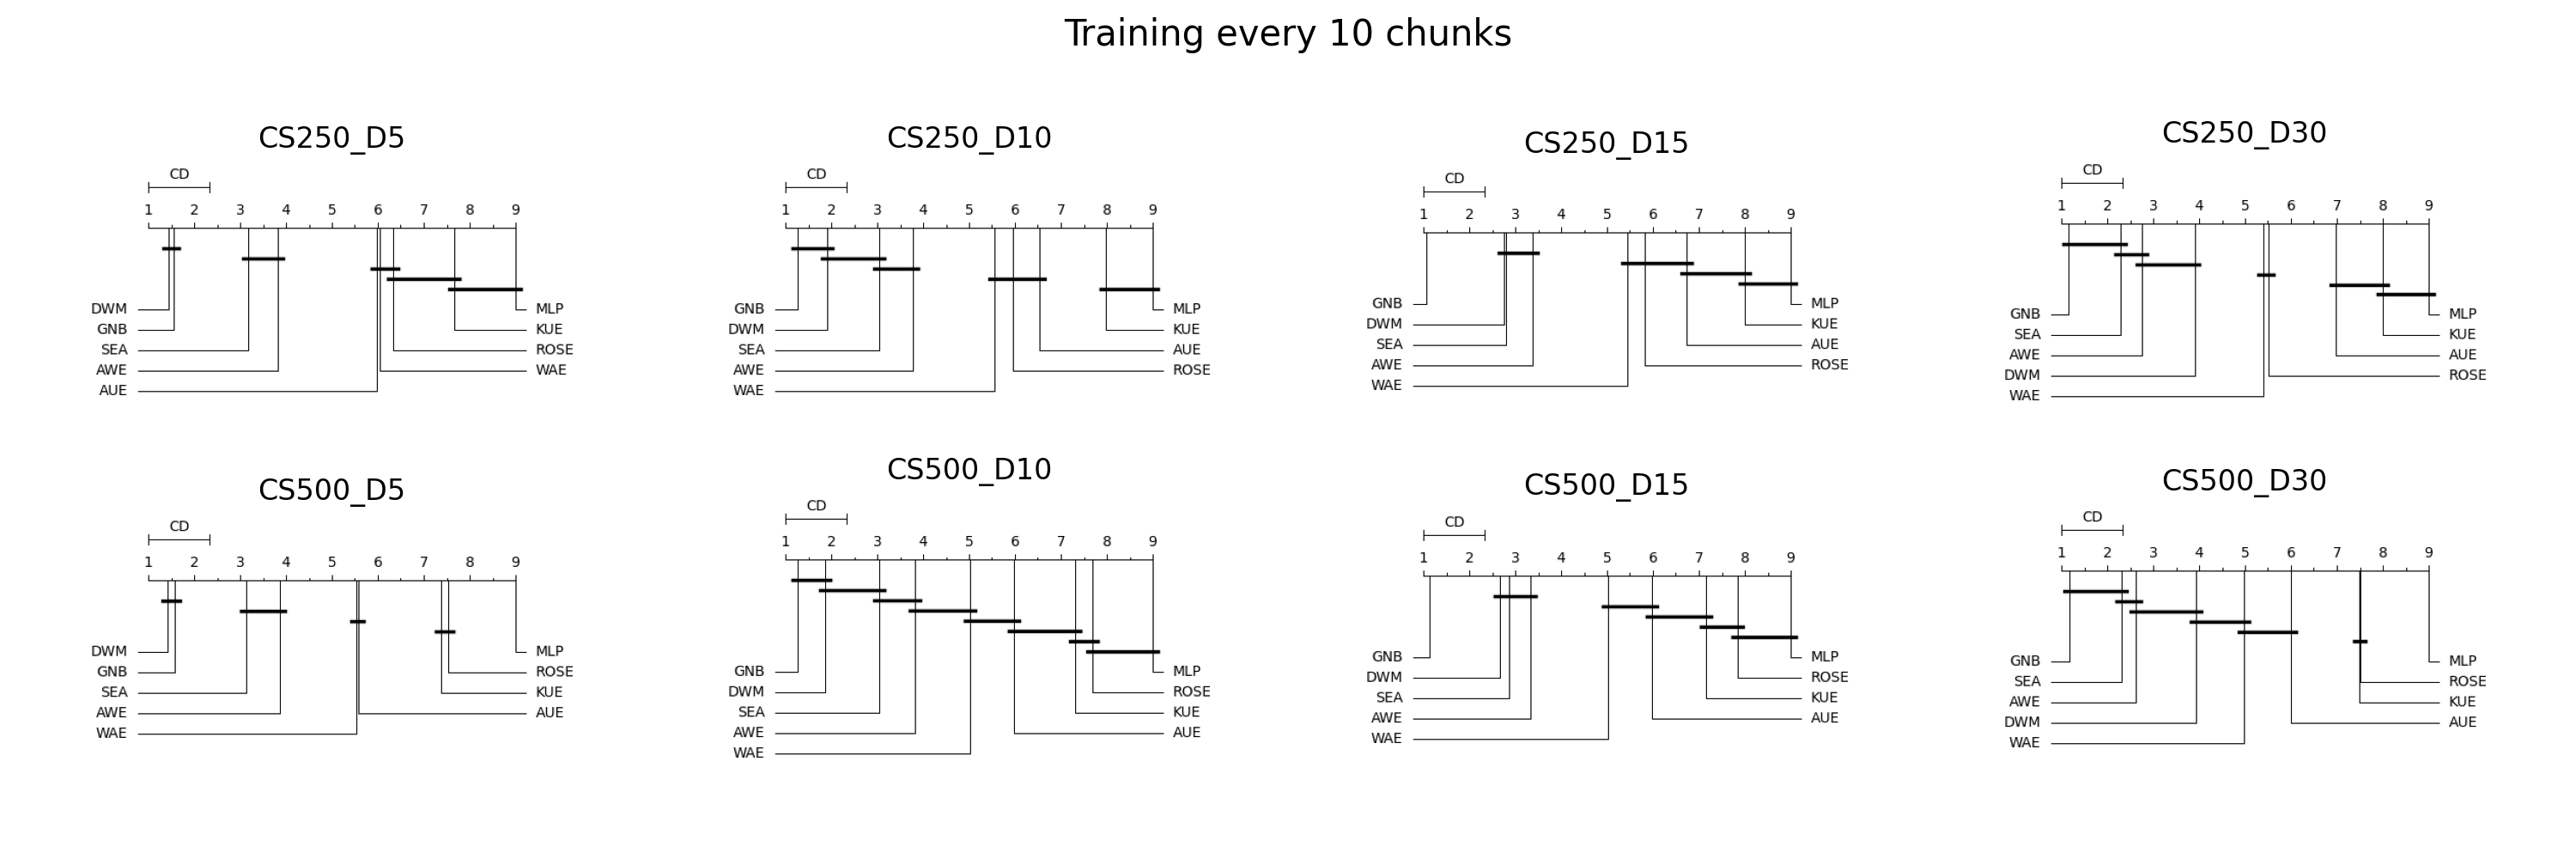 Training every 10 chunks
CS250_D5
CD
1 2 3 4 5 6 7 8 9
DWM MLP
GNB KUE
SEA ROSE
AWE WAE
AUE
CS250_D10
CD
1 2 3 4 5 6 7 8 9
GNB MLP
DWM KUE
SEA AUE
AWE ROSE
WAE
CS250_D15
CD
1 2 3 4 5 6 7 8 9
GNB MLP
DWM KUE
SEA AUE
AWE ROSE
WAE
CS250_D30
CD
1 2 3 4 5 6 7 8 9
GNB MLP
SEA KUE
AWE AUE
DWM ROSE
WAE
CS500_D5
CD
1 2 3 4 5 6 7 8 9
DWM MLP
GNB ROSE
SEA KUE
AWE AUE
WAE
CS500_D10
CD
1 2 3 4 5 6 7 8 9
GNB MLP
DWM ROSE
SEA KUE
AWE AUE
WAE
CS500_D15
CD
1 2 3 4 5 6 7 8 9
GNB MLP
DWM ROSE
SEA KUE
AWE AUE
WAE
CS500_D30
CD
1 2 3 4 5 6 7 8 9
GNB MLP
SEA ROSE
AWE KUE
DWM AUE
WAE